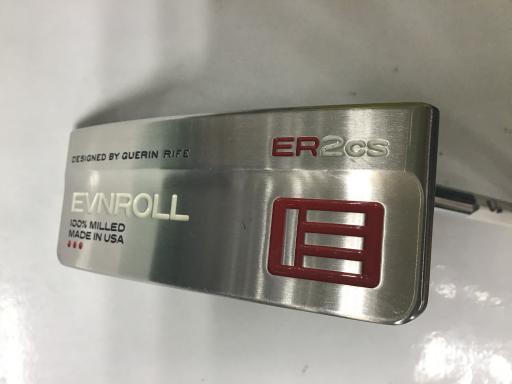 DESIGNED BY GUERIN RIFE
ER2CS
EVNROLL
100% MILLED
MADE IN USA